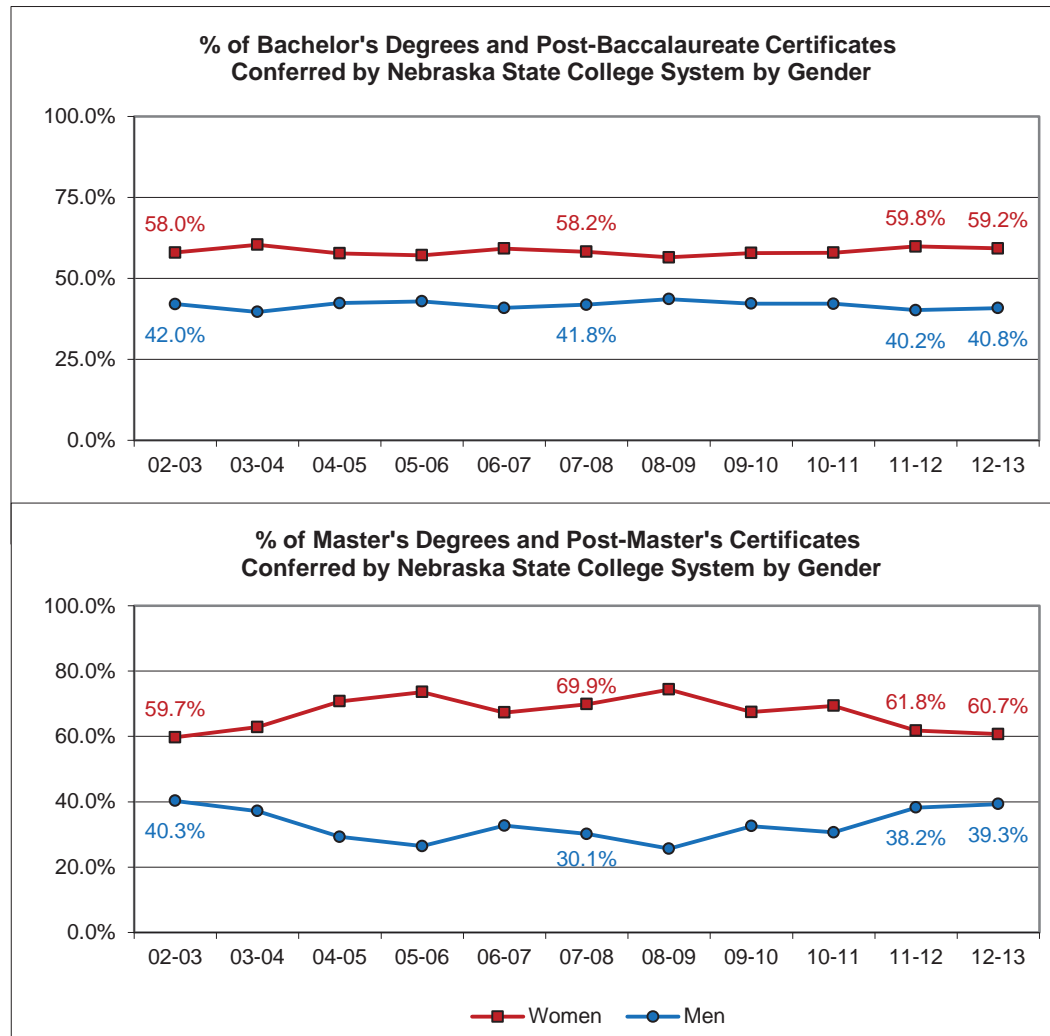 % of Bachelor's Degrees and Post-Baccalaureate Certificates
Conferred by Nebraska State College System by Gender
100.0%
75.0%
58.0% 58.2% 59.8% 59.2%
50.0%
42.0% 41.8% 40.2% 40.8%
25.0%
0.0%
02-03 03-04 04-05 05-06 06-07 07-08 08-09 09-10 10-11 11-12 12-13
% of Master's Degrees and Post-Master's Certificates
Conferred by Nebraska State College System by Gender
100.0%
80.0%
59.7% 69.9% 61.8% 60.7%
60.0%
40.0%
40.3% 30.1% 38.2% 39.3%
20.0%
0.0%
02-03 03-04 04-05 05-06 06-07 07-08 08-09 09-10 10-11 11-12 12-13
Women Men